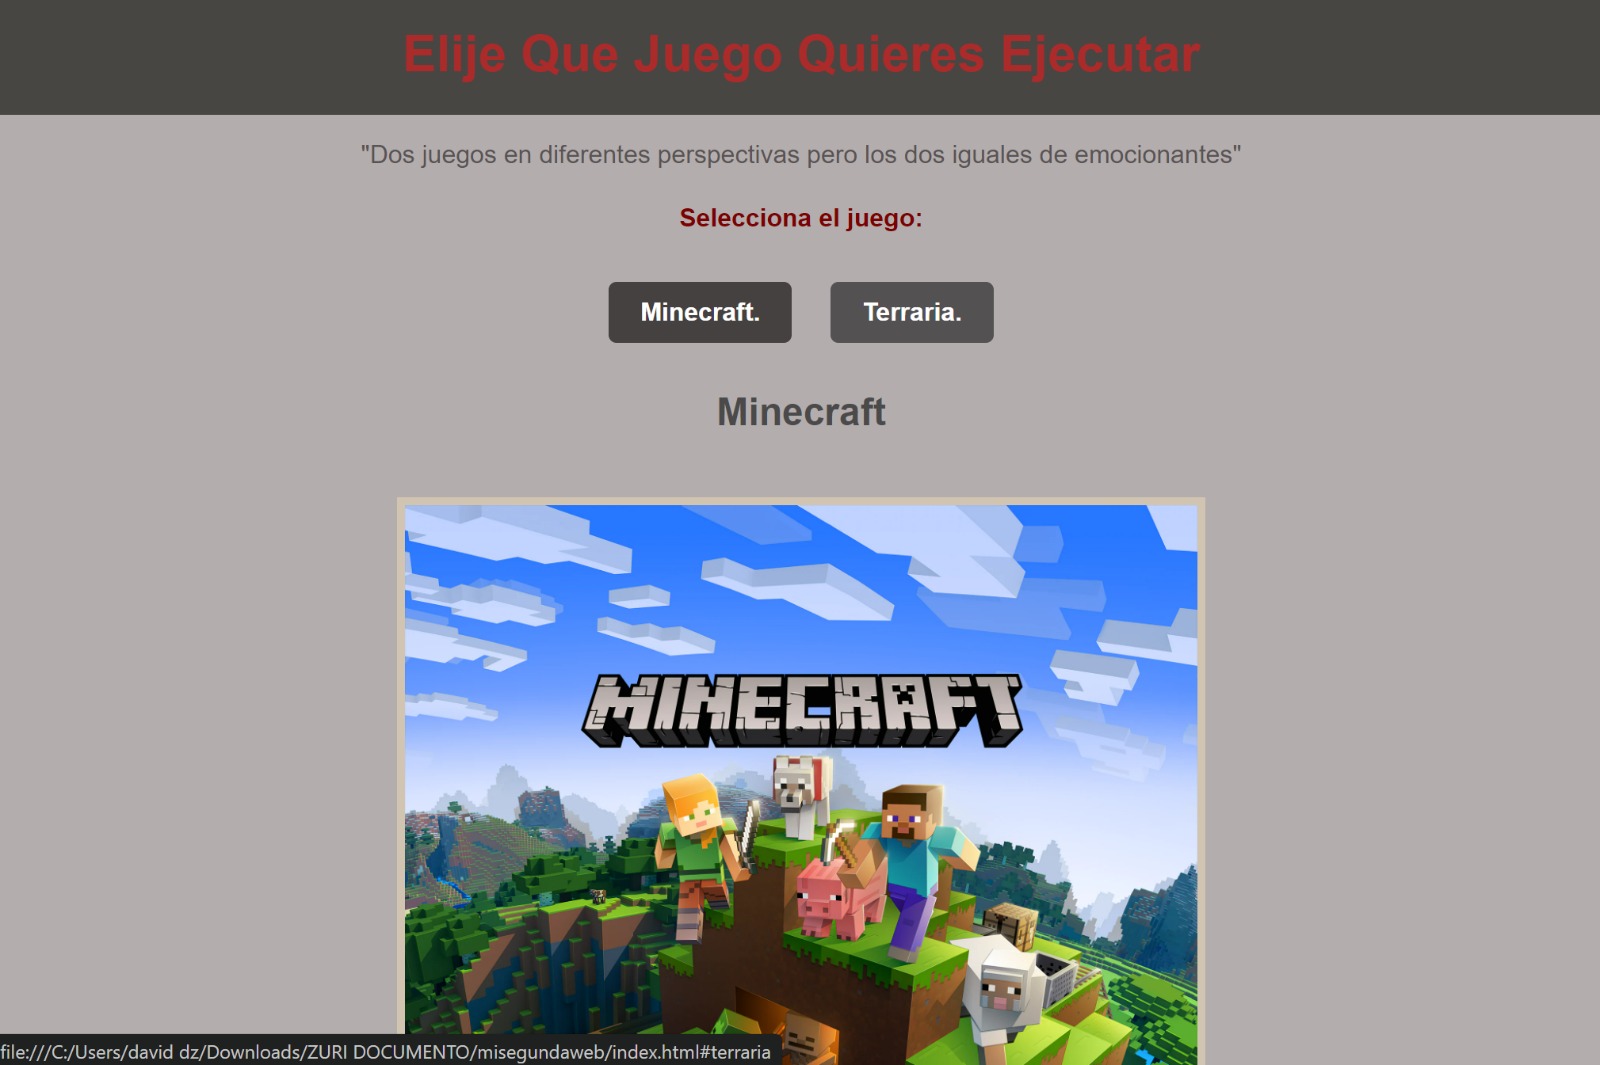 Elije Que Juego Quieres Ejecutar
"Dos juegos en diferentes perspectivas pero los dos iguales de emocionantes"
Selecciona el juego:
Minecraft. Terraria.
Minecraft
MINECRAFT
file:///C:/Users/david dz/Downloads/ZURI DOCUMENTO/misegundaweb/index.html#terraria